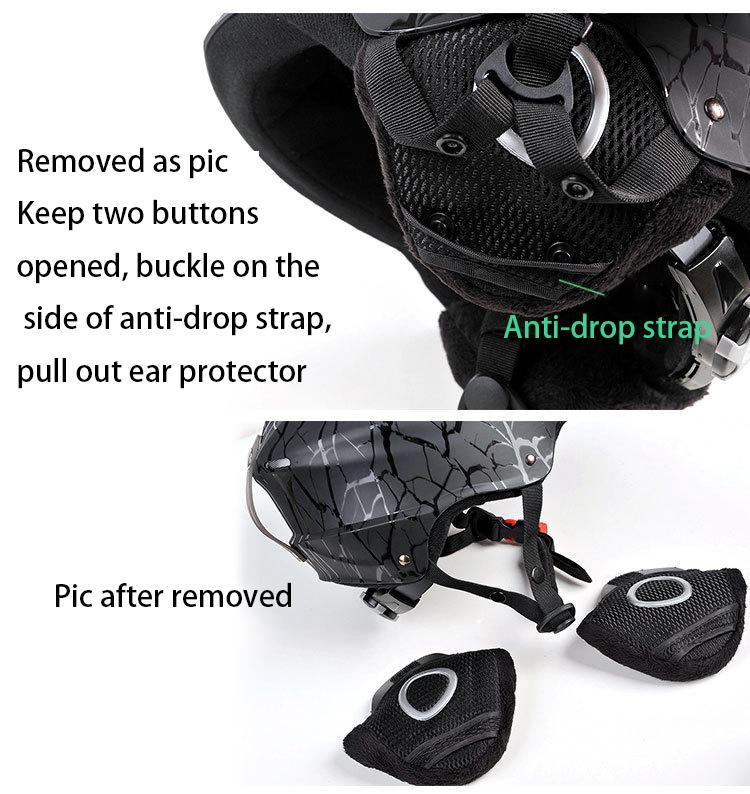 Removed as pic
Keep two buttons
opened, buckle on the
side of anti-drop strap,
pull out ear protector
Anti-drop strap
Pic after removed